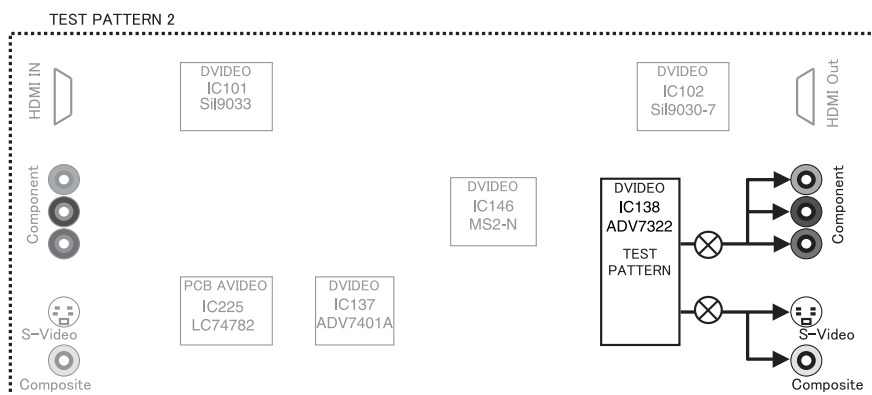 TEST PATTERN 2
HDMI IN
DVIDEO
IC101
SiI9033
DVIDEO
IC102
SiI9030-7
HDMI Out
Component
DVIDEO
IC146
MS2-N
DVIDEO
IC138
ADV7322
TEST
PATTERN
Component
PCB AVIDEO
IC225
LC74782
DVIDEO
IC137
ADV7401A
S-Video
S-Video
Composite
Composite